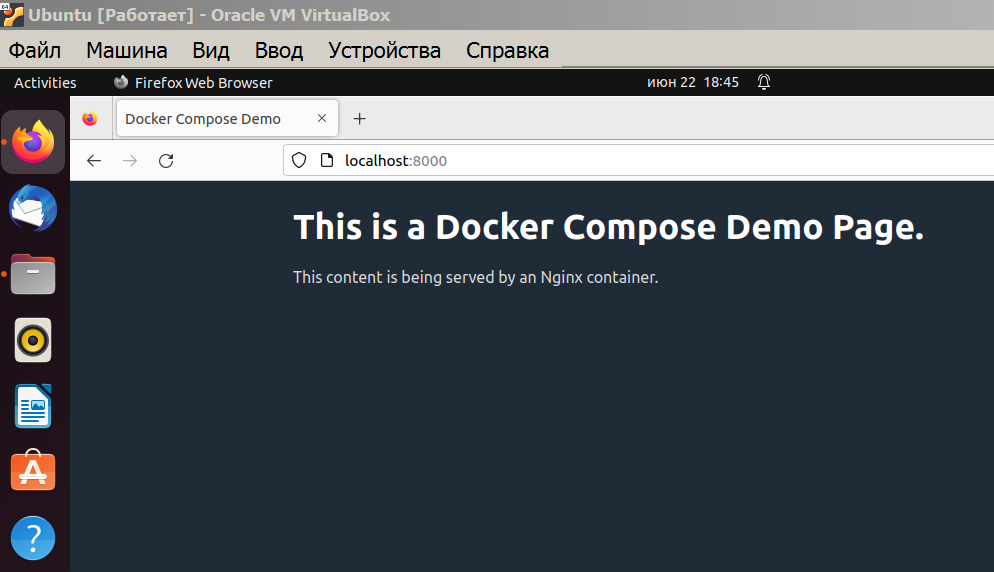 Ubuntu [Работает] - Oracle VM VirtualBox
Файл Машина Вид Ввод Устройства Справка
Activities Firefox Web Browser июн 22 18:45
Docker Compose Demo
localhost:8000
This is a Docker Compose Demo Page.
This content is being served by an Nginx container.